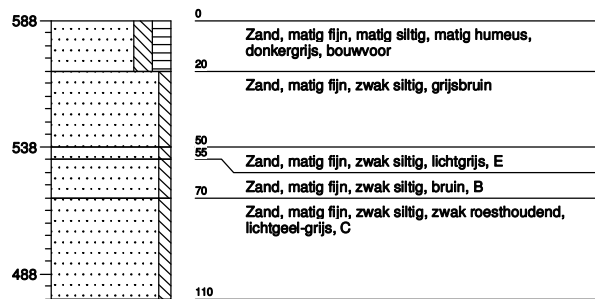 588
0
Zand, matig fijn, matig siltig, matig humeus,
donkergrijs, bouwvoor
20
Zand, matig fijn, zwak siltig, grijsbruin
538
50
55
Zand, matig fijn, zwak siltig, lichtgrijs, E
Zand, matig fijn, zwak siltig, bruin, B
70
Zand, matig fijn, zwak siltig, zwak roesthoudend,
lichtgeel-grijs, C
488
110